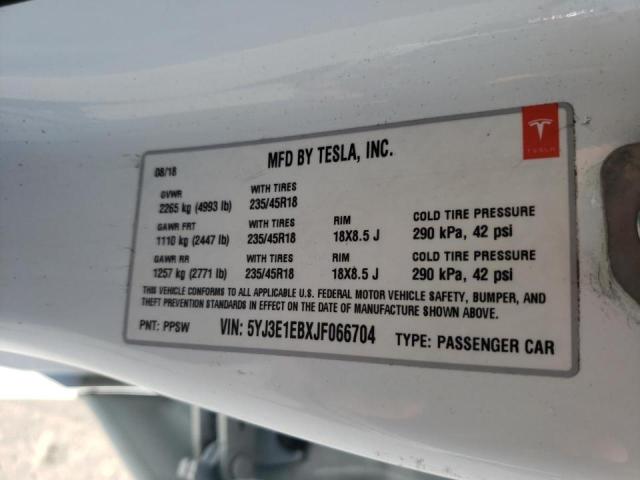 MFD BY TESLA, INC.
TESLA
08/18
GVWR WITH TIRES
2265 kg (4993 lb) 235/45R18
GAWR FRT WITH TIRES RIM COLD TIRE PRESSURE
1110 kg (2447 lb) 235/45R18 18X8.5 J 290 kPa, 42 psi
GAWR RR WITH TIRES RIM COLD TIRE PRESSURE
1257 kg (2771 lb) 235/45R18 18X8.5 J 290 kPa, 42 psi
THIS VEHICLE CONFORMS TO ALL APPLICABLE U.S. FEDERAL MOTOR VEHICLE SAFETY, BUMPER, AND
THEFT PREVENTION STANDARDS IN EFFECT ON THE DATE OF MANUFACTURE SHOWN ABOVE.
PNT: PPSW VIN: 5YJ3E1EBXJF066704 TYPE: PASSENGER CAR